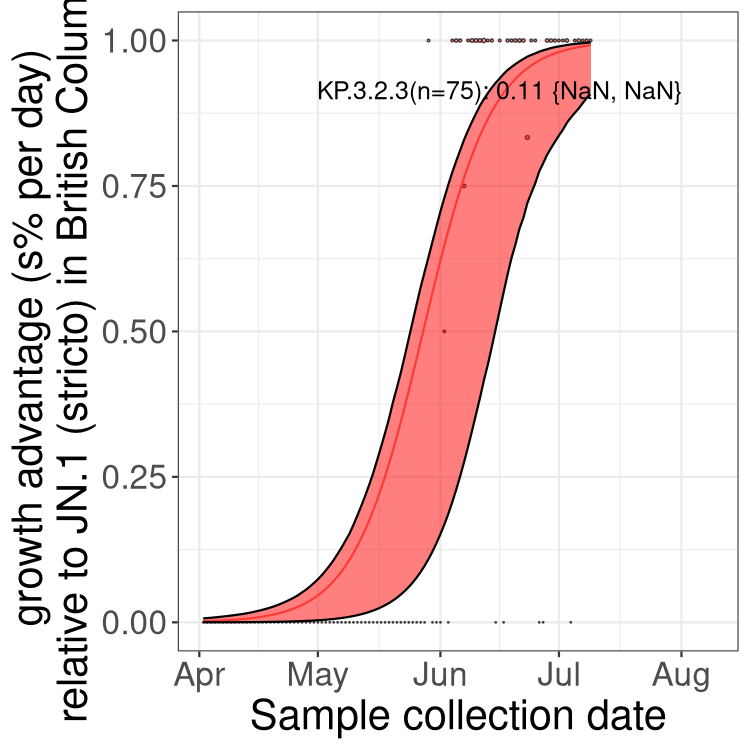 growth advantage (s% per day)
relative to JN.1 (stricto) in British Colum
1.00
0.75
0.50
0.25
0.00
KP.3.2.3(n=75): 0.11 {NaN, NaN}
Apr May Jun Jul Aug
Sample collection date